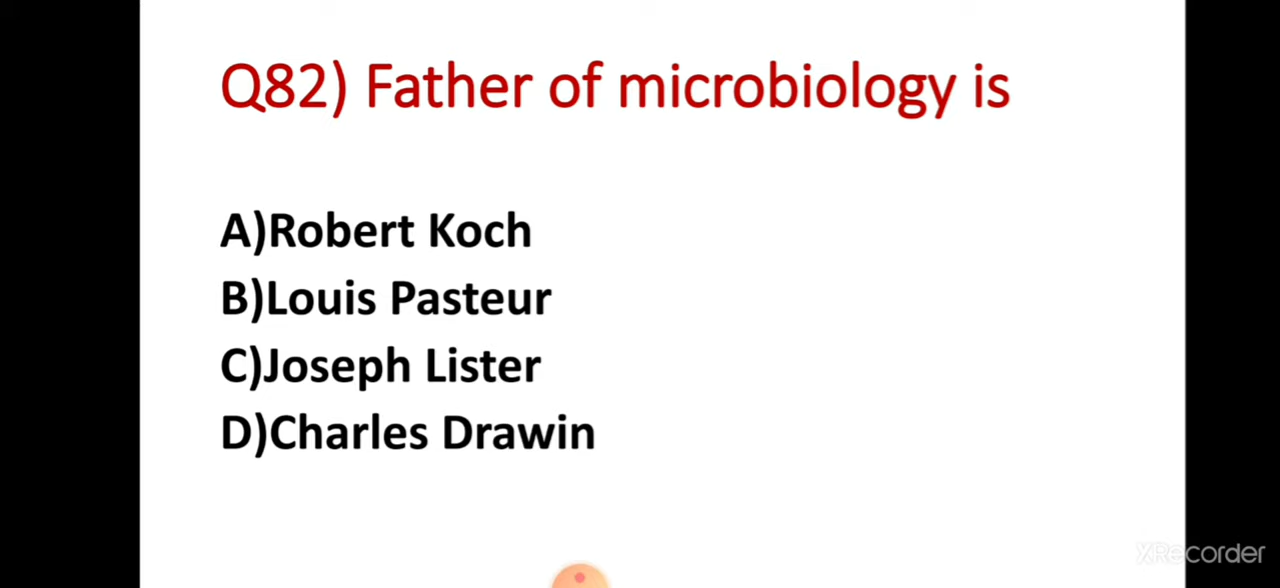 Q82) Father of microbiology is
A)Robert Koch
B)Louis Pasteur
C)Joseph Lister
D)Charles Drawin
XRecorder